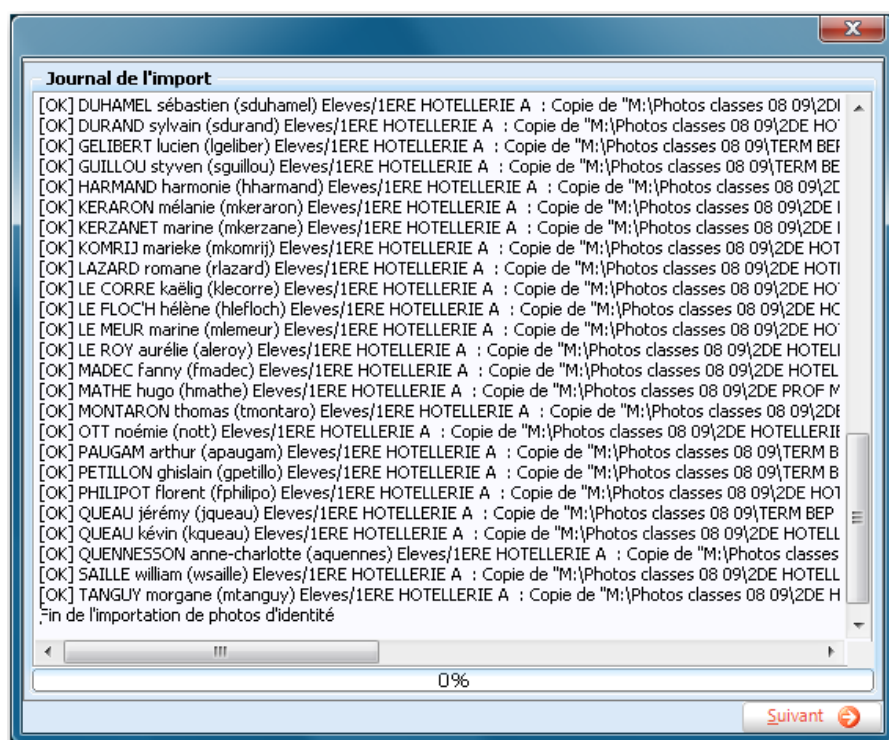 Journal de l'import
[OK] DUHAMEL sébastien (sduhamel) Eleves/1ERE HOTELLERIE A : Copie de "M:\Photos classes 08 09\2DI
[OK] DURAND sylvain (sdurand) Eleves/1ERE HOTELLERIE A : Copie de "M:\Photos classes 08 09\2DE HO
[OK] GELIBERT lucien (lgeliber) Eleves/1ERE HOTELLERIE A : Copie de "M:\Photos classes 08 09\TERM BEF
[OK] GUILLOU styven (sguillou) Eleves/1ERE HOTELLERIE A : Copie de "M:\Photos classes 08 09\TERM BE
[OK] HARMAND harmonie (hharmand) Eleves/1ERE HOTELLERIE A : Copie de "M:\Photos classes 08 09\2D
[OK] KERARON mélanie (mkeraron) Eleves/1ERE HOTELLERIE A : Copie de "M:\Photos classes 08 09\2DE I
[OK] KERZANET marine (mkerzane) Eleves/1ERE HOTELLERIE A : Copie de "M:\Photos classes 08 09\2DE I
[OK] KOMRIJ marieke (mkomrij) Eleves/1ERE HOTELLERIE A : Copie de "M:\Photos classes 08 09\2DE HOT
[OK] LAZARD romane (rlazard) Eleves/1ERE HOTELLERIE A : Copie de "M:\Photos classes 08 09\2DE HOTI
[OK] LE CORRE kaëlig (klecorre) Eleves/1ERE HOTELLERIE A : Copie de "M:\Photos classes 08 09\2DE HO
[OK] LE FLOC'H hélène (hlefloch) Eleves/1ERE HOTELLERIE A : Copie de "M:\Photos classes 08 09\2DE HC
[OK] LE MEUR marine (mlemeur) Eleves/1ERE HOTELLERIE A : Copie de "M:\Photos classes 08 09\2DE HO
[OK] LE ROY aurélie (aleroy) Eleves/1ERE HOTELLERIE A : Copie de "M:\Photos classes 08 09\2DE HOTELI
[OK] MADEC fanny (fmadec) Eleves/1ERE HOTELLERIE A : Copie de "M:\Photos classes 08 09\2DE HOTEL
[OK] MATHE hugo (hmathe) Eleves/1ERE HOTELLERIE A : Copie de "M:\Photos classes 08 09\2DE PROF M
[OK] MONTARON thomas (tmontaro) Eleves/1ERE HOTELLERIE A : Copie de "M:\Photos classes 08 09\2DE
[OK] OTT noémie (nott) Eleves/1ERE HOTELLERIE A : Copie de "M:\Photos classes 08 09\2DE HOTELLERIE
[OK] PAUGAM arthur (apaugam) Eleves/1ERE HOTELLERIE A : Copie de "M:\Photos classes 08 09\TERM B
[OK] PETILLON ghislain (gpetillo) Eleves/1ERE HOTELLERIE A : Copie de "M:\Photos classes 08 09\TERM B
[OK] PHILIPOT florent (fphilipo) Eleves/1ERE HOTELLERIE A : Copie de "M:\Photos classes 08 09\2DE HOT
[OK] QUEAU jérémy (jqueau) Eleves/1ERE HOTELLERIE A : Copie de "M:\Photos classes 08 09\TERM BEP
[OK] QUEAU kévin (kqueau) Eleves/1ERE HOTELLERIE A : Copie de "M:\Photos classes 08 09\2DE HOTELL
[OK] QUENNESSON anne-charlotte (aquennes) Eleves/1ERE HOTELLERIE A : Copie de "M:\Photos classes
[OK] SAILLE william (wsaille) Eleves/1ERE HOTELLERIE A : Copie de "M:\Photos classes 08 09\2DE HOTELL
[OK] TANGUY morgane (mtanguy) Eleves/1ERE HOTELLERIE A : Copie de "M:\Photos classes 08 09\2DE H
Fin de l'importation de photos d'identité
0%
Suivant